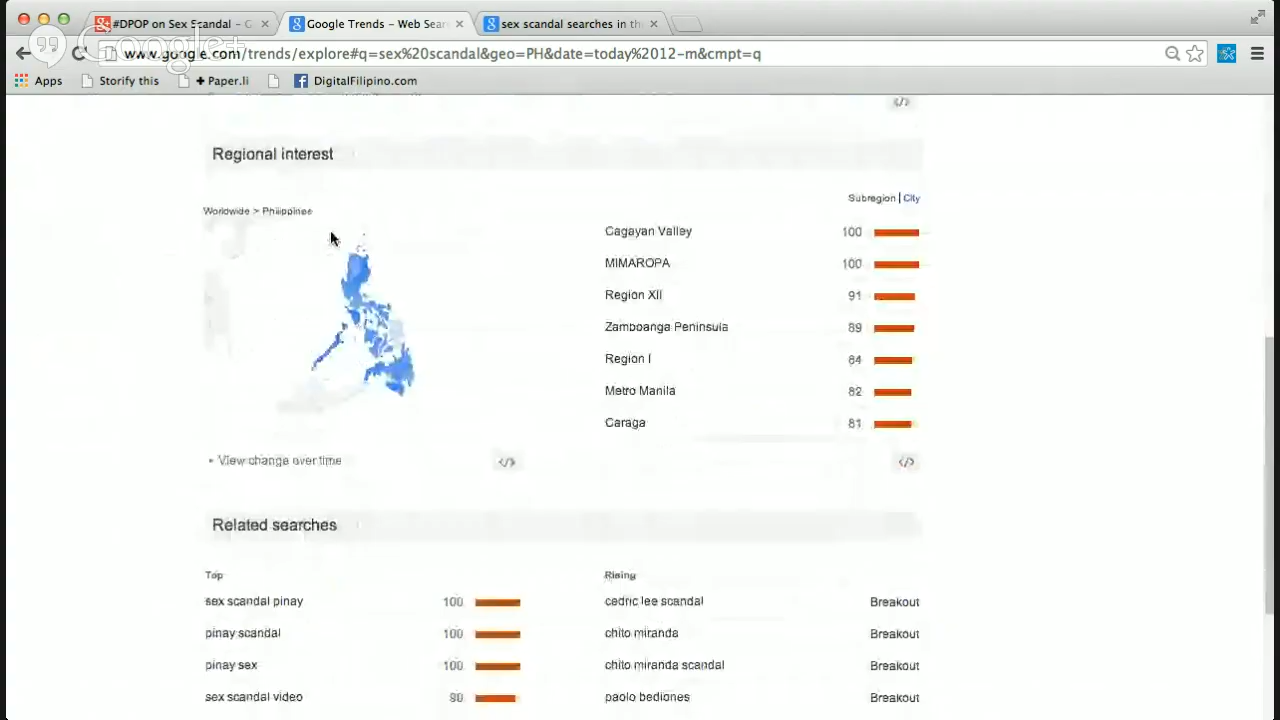 #DPOP on Sex Scandal - G
Google Trends - Web Sear
sex scandal searches in th
Google+
www.google.com/trends/explore#q=sex%20scandal&geo=PH&date=today%2012-m&cmpt=q
Apps
Storify this
✚ Paper.li
DigitalFilipino.com
</>
Regional interest
Subregion | City
Worldwide > Philippines
Cagayan Valley 100
MIMAROPA 100
Region XII 91
Zamboanga Peninsula 89
Region I 84
Metro Manila 82
Caraga 81
View change over time
</>
</>
Related searches
Top
Rising
sex scandal pinay 100
cedric lee scandal Breakout
pinay scandal 100
chito miranda Breakout
pinay sex 100
chito miranda scandal Breakout
sex scandal video 90
paolo bediones Breakout